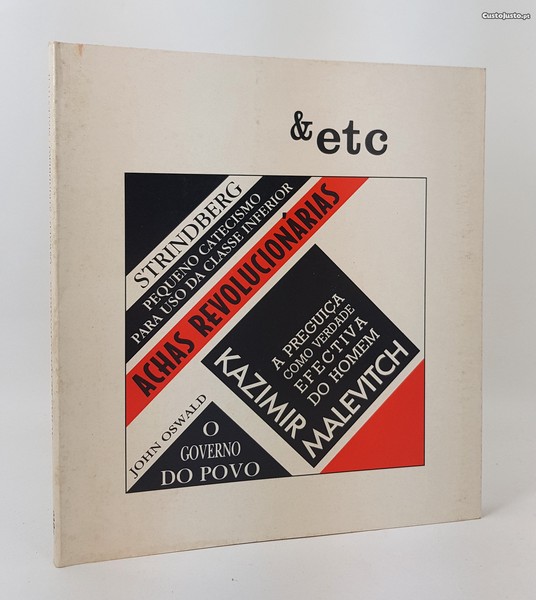 CustoJusto.pt
& etc
STRINDBERG
PEQUENO CATECISMO
PARA USO DA CLASSE INFERIOR
ACHAS REVOLUCIONÁRIAS
A PREGUIÇA
COMO VERDADE
EFECTIVA
DO HOMEM
KAZIMIR
MALEVITCH
JOHN OSWALD
O
GOVERNO
DO POVO